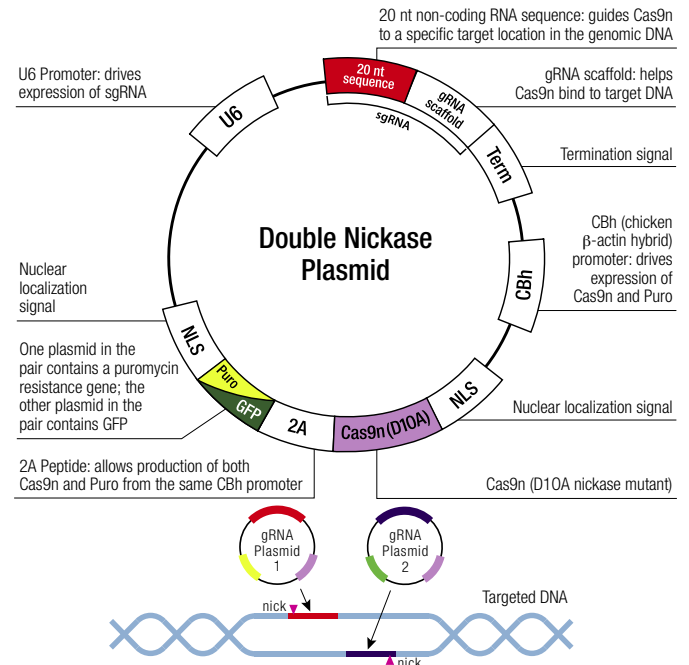 20 nt non-coding RNA sequence: guides Cas9n
to a specific target location in the genomic DNA
U6 Promoter: drives
expression of sgRNA
gRNA scaffold: helps
Cas9n bind to target DNA
20 nt
sequence
gRNA
scaffold
sgRNA
U6
Term
Termination signal
Double Nickase
Plasmid
CBh (chicken
β-actin hybrid)
promoter: drives
expression of
Cas9n and Puro
CBh
Nuclear
localization
signal
NLS
One plasmid in the
pair contains a puromycin
resistance gene; the
other plasmid in the
pair contains GFP
Puro
GFP
2A
Cas9n (D10A)
NLS
Nuclear localization signal
2A Peptide: allows production of both
Cas9n and Puro from the same CBh promoter
Cas9n (D10A nickase mutant)
gRNA
Plasmid
1
gRNA
Plasmid
2
Targeted DNA
nick
nick